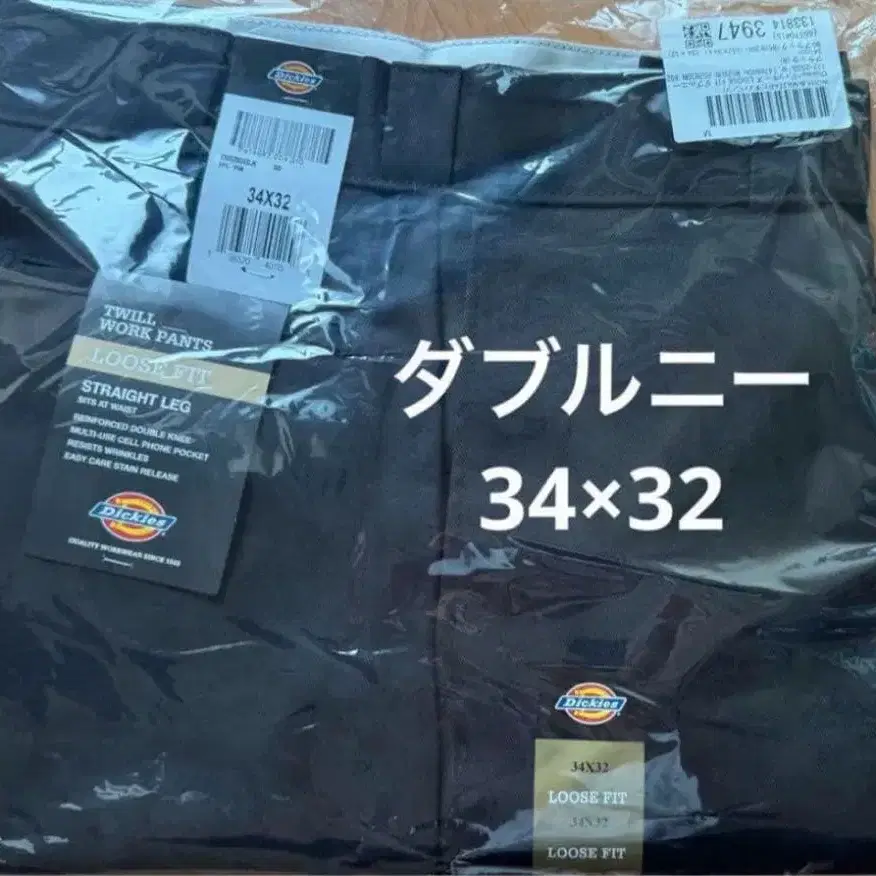 Dickies
34X32
TWILL
WORK PANTS
LOOSE FIT
STRAIGHT LEG
SITS AT WAIST
REINFORCED DOUBLE KNEE
MULTI-USE CELL PHONE POCKET
RESISTS WRINKLES
EASY CARE STAIN RELEASE
Dickies
QUALITY WORKWEAR SINCE 1922
133814 3947
M
ダブルニー
34×32
Dickies
34X32
LOOSE FIT
34X32
LOOSE FIT